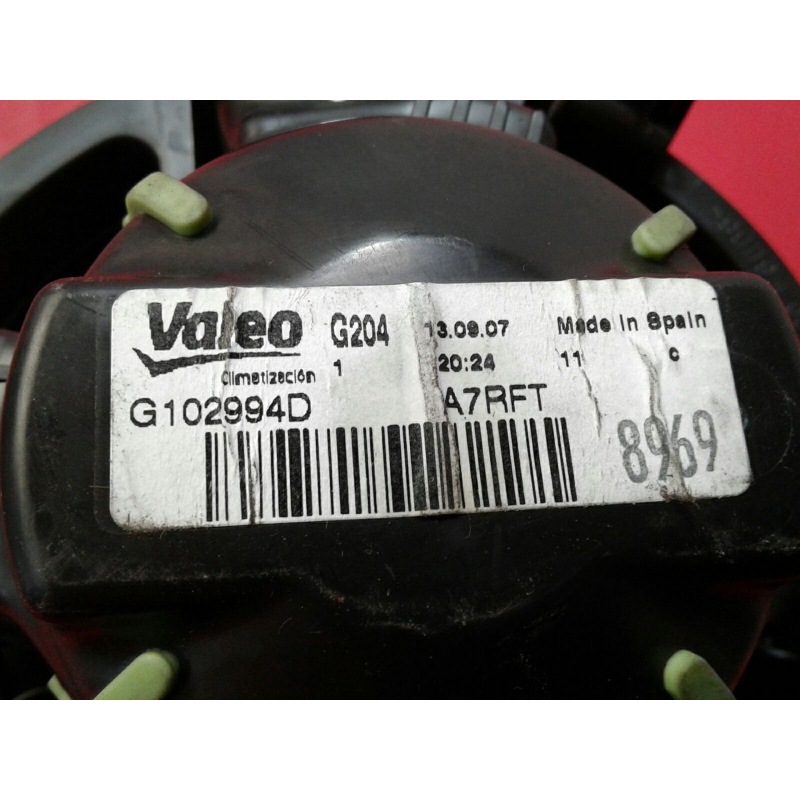 Valeo G204 13.09.07 Made in Spain
Climatización 1 20:24 11 c
G102994D A7RFT
8969